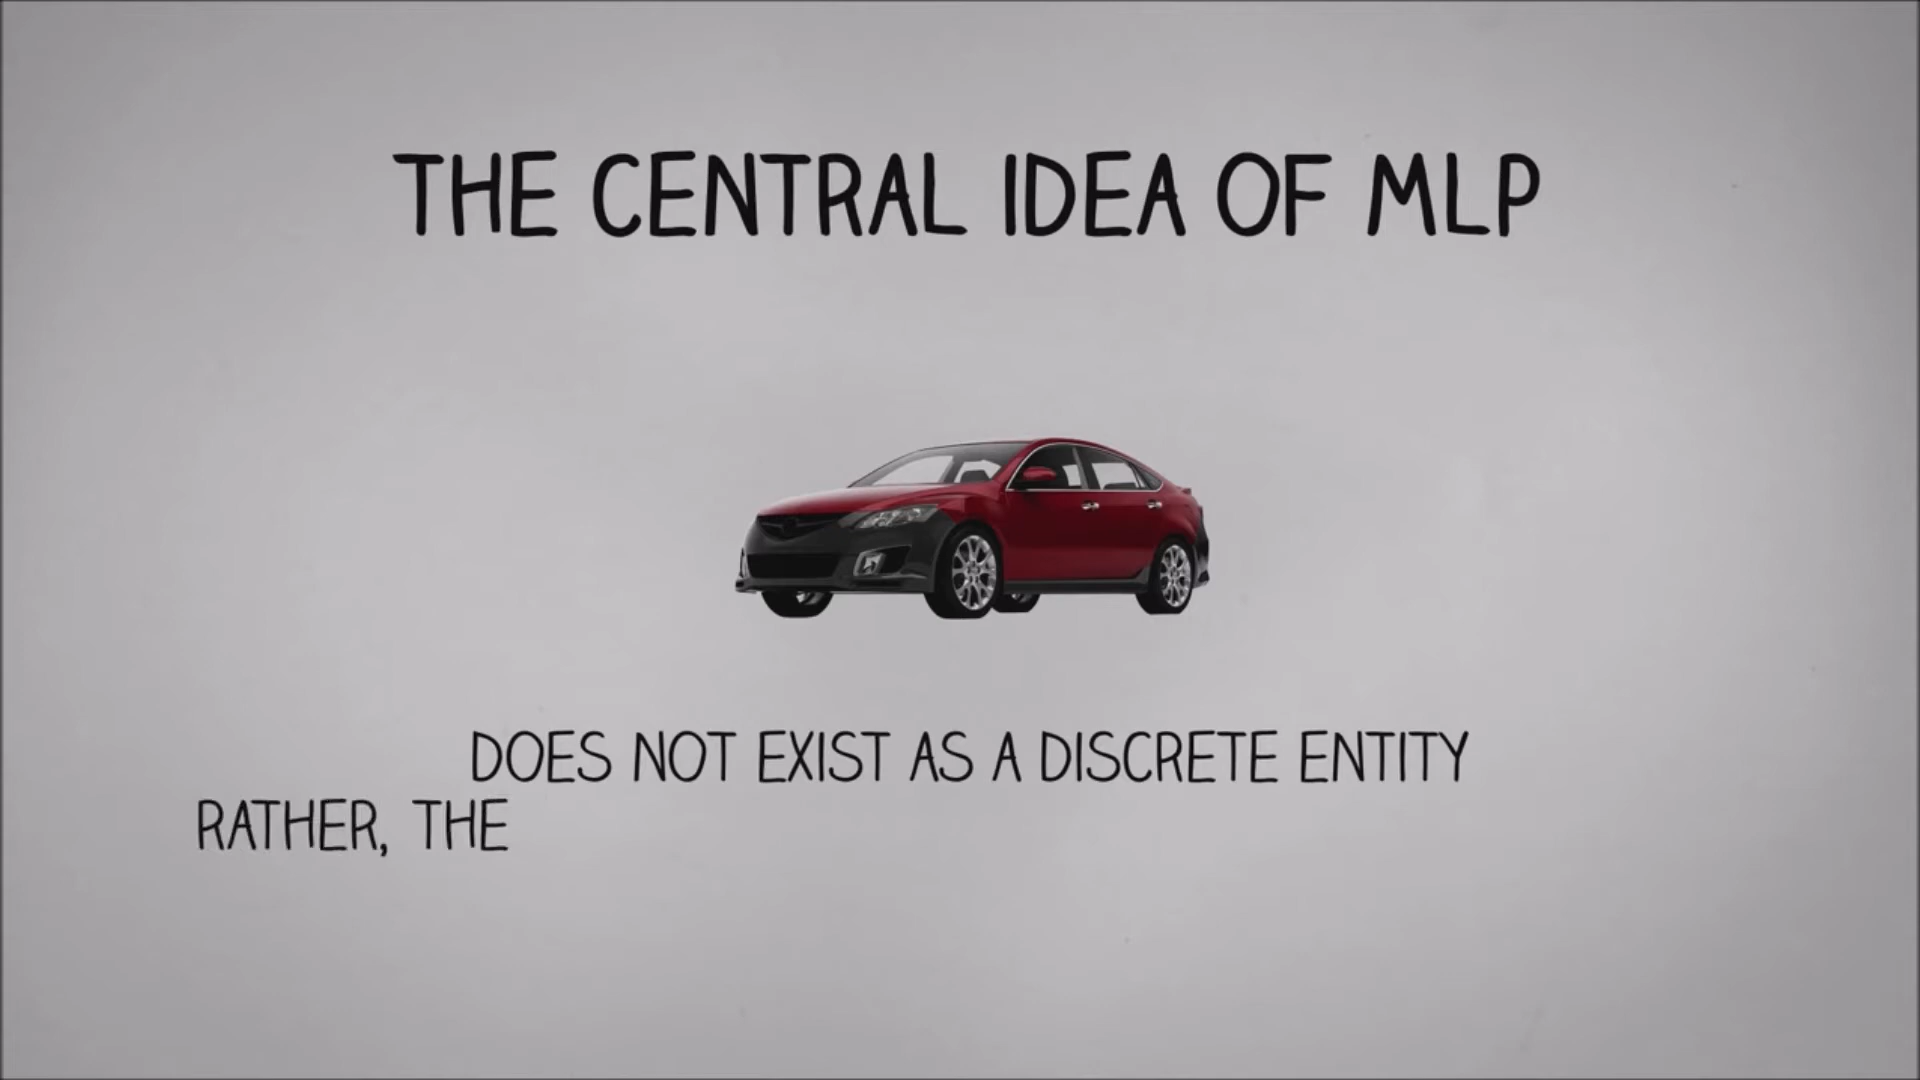 THE CENTRAL IDEA OF MLP
DOES NOT EXIST AS A DISCRETE ENTITY
RATHER, THE